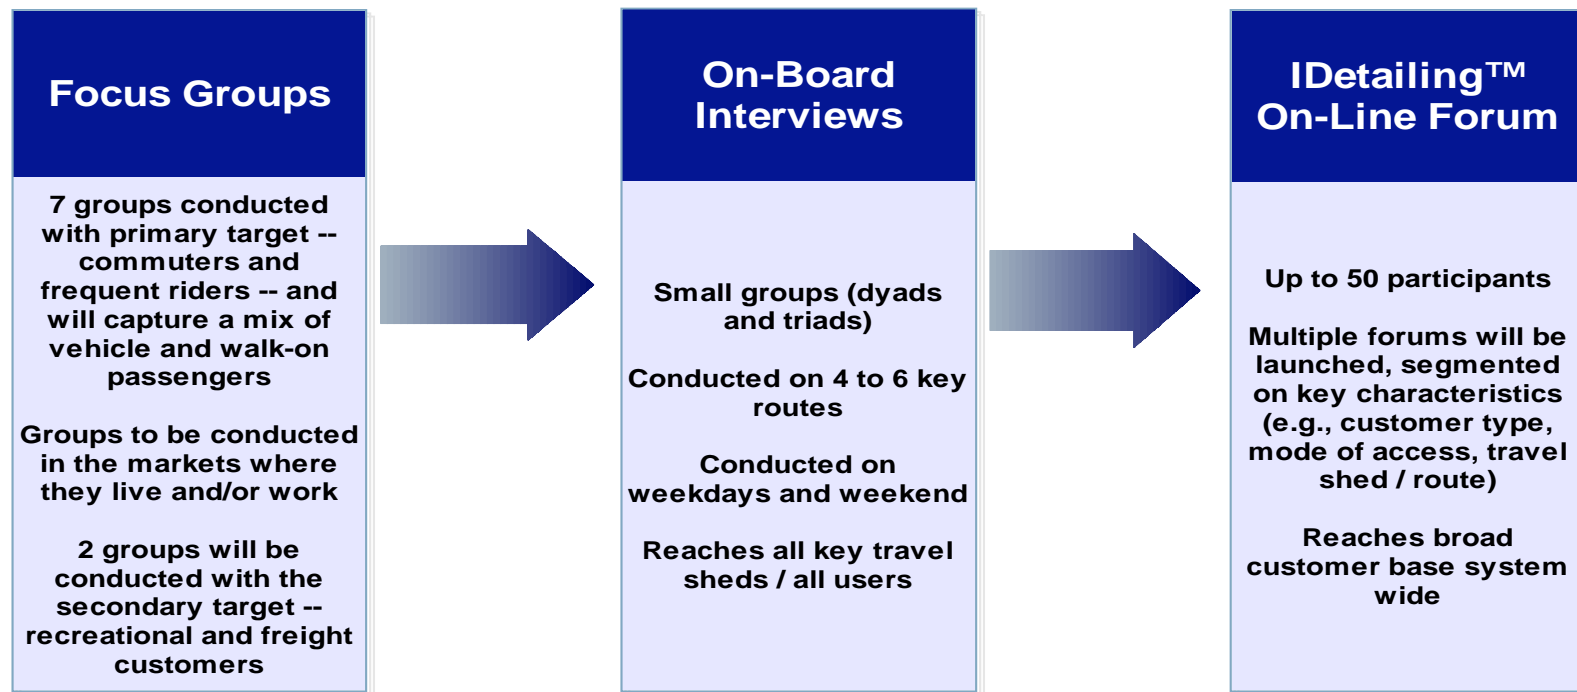 Focus Groups
7 groups conducted
with primary target --
commuters and
frequent riders -- and
will capture a mix of
vehicle and walk-on
passengers
Groups to be conducted
in the markets where
they live and/or work
2 groups will be
conducted with the
secondary target --
recreational and freight
customers
On-Board
Interviews
Small groups (dyads
and triads)
Conducted on 4 to 6 key
routes
Conducted on
weekdays and weekend
Reaches all key travel
sheds / all users
IDetailing™
On-Line Forum
Up to 50 participants
Multiple forums will be
launched, segmented
on key characteristics
(e.g., customer type,
mode of access, travel
shed / route)
Reaches broad
customer base system
wide